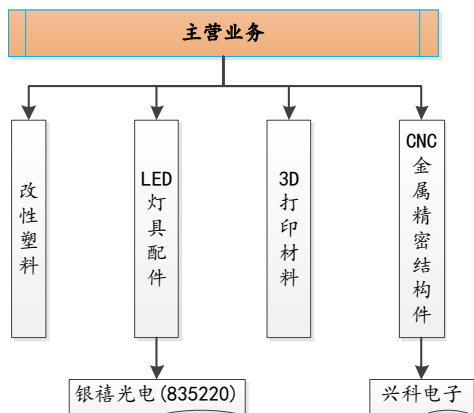 主营业务
改性塑料
LED灯具配件
3D打印材料
CNC金属精密结构件
银禧光电(835220)
兴科电子